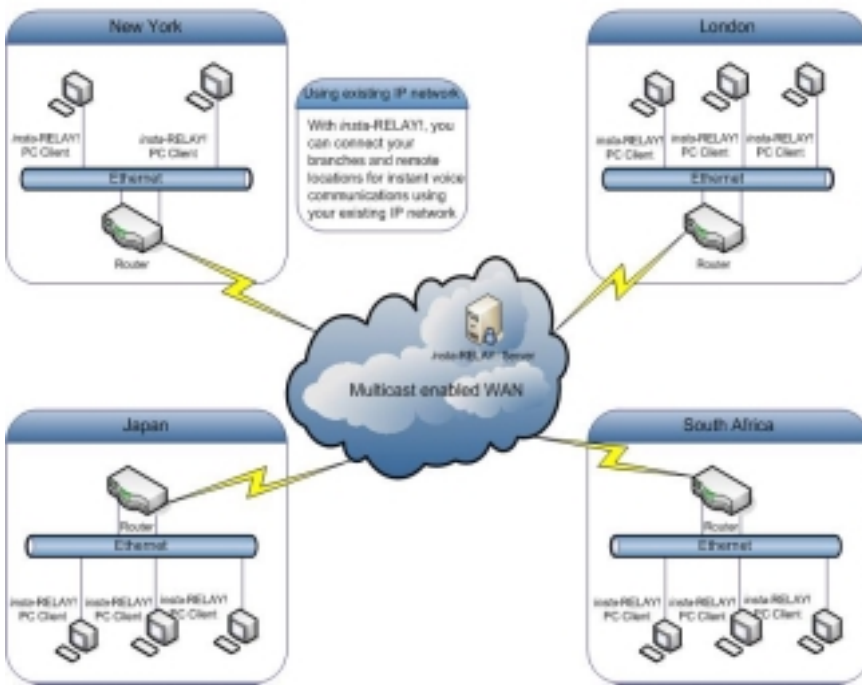 New York
insta-RELAY!
PC Client
insta-RELAY!
PC Client
Ethernet
Router
Using existing IP network
With insta-RELAY!, you
can connect your
branches and remote
locations for instant voice
communications using
your existing IP network
London
insta-RELAY!
PC Client
insta-RELAY!
PC Client
insta-RELAY!
PC Client
Ethernet
Router
insta-RELAY! Server
Multicast enabled WAN
Japan
Router
Ethernet
insta-RELAY!
PC Client
insta-RELAY!
PC Client
insta-RELAY!
PC Client
South Africa
Router
Ethernet
insta-RELAY!
PC Client
insta-RELAY!
PC Client
insta-RELAY!
PC Client